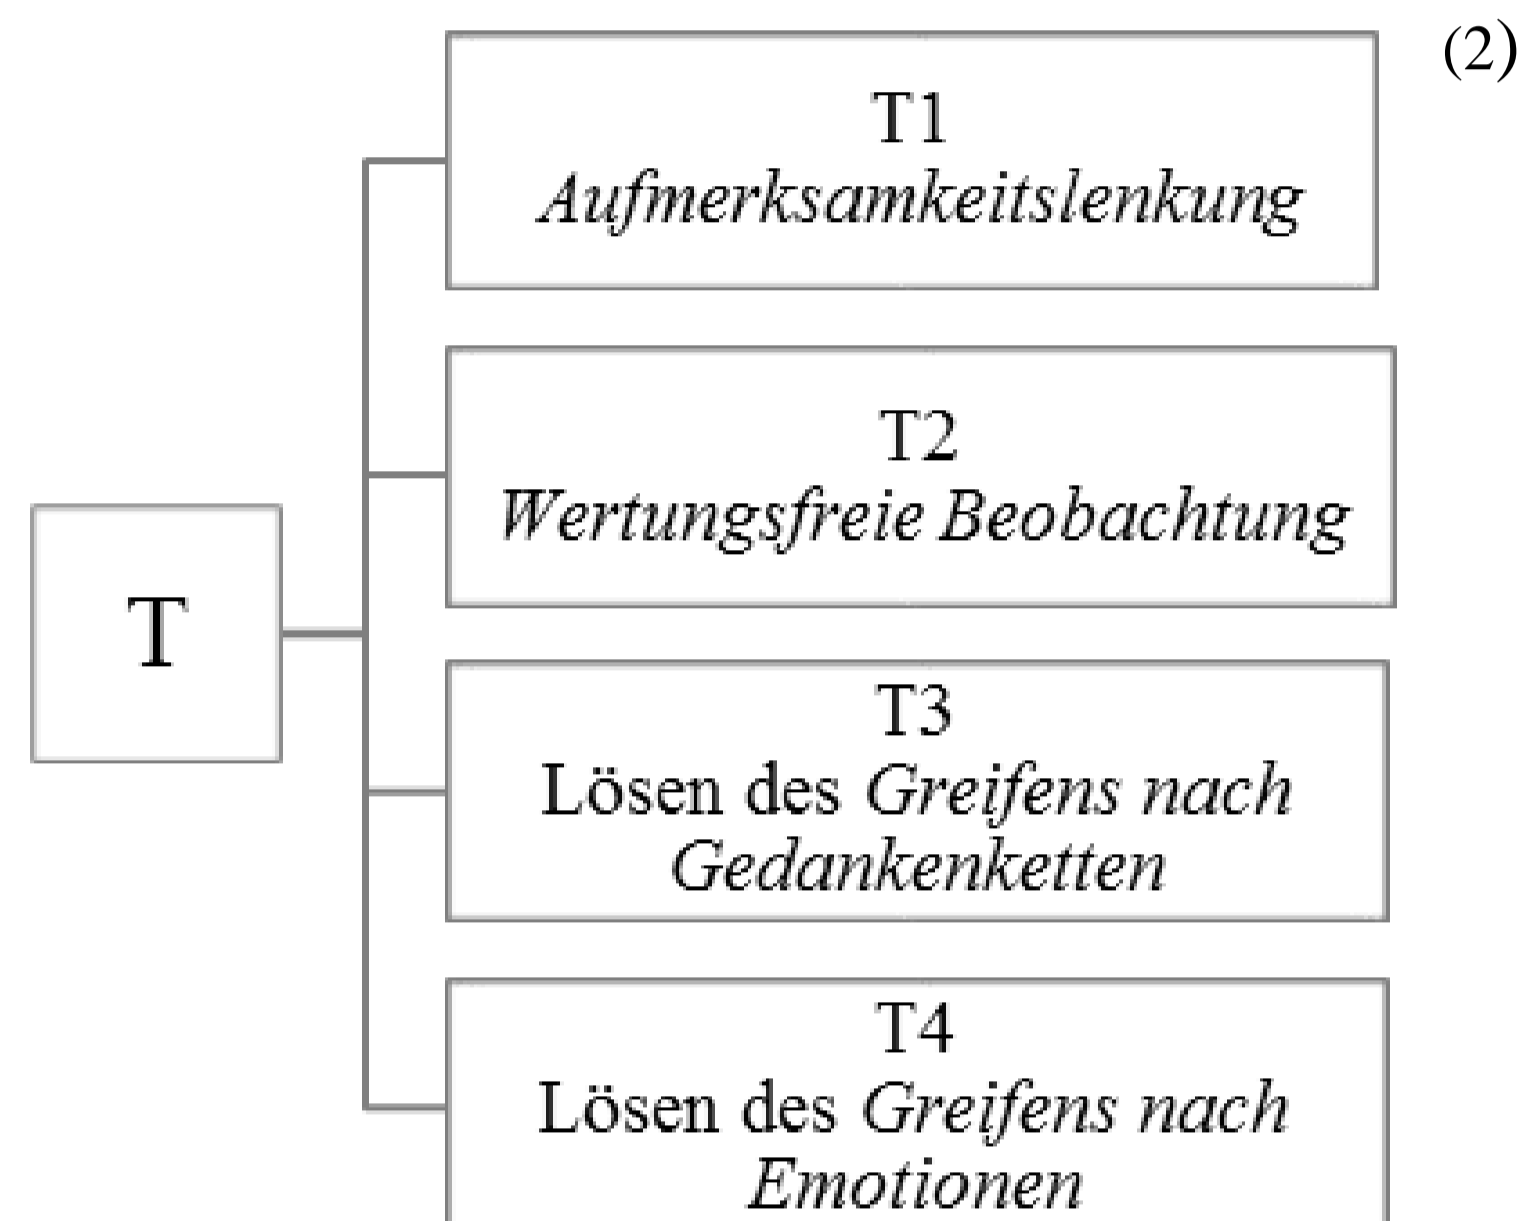 (2)
T1
Aufmerksamkeitslenkung
T2
Wertungsfreie Beobachtung
T
T3
Lösen des Greifens nach
Gedankenketten
T4
Lösen des Greifens nach
Emotionen